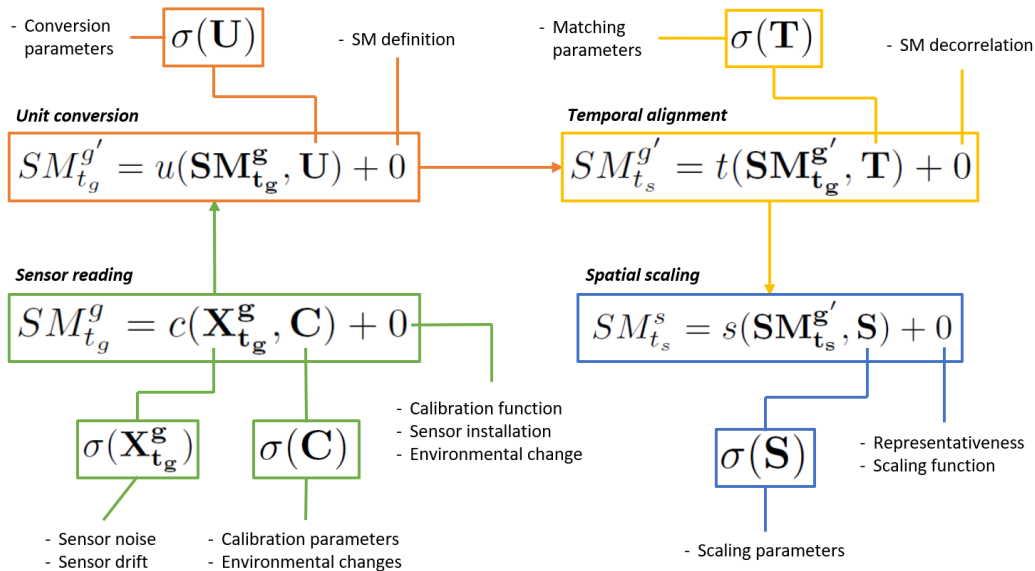 - Conversion parameters
σ(U)
- SM definition
- Matching parameters
σ(T)
- SM decorrelation
Unit conversion
SM_{t_g}^{g'} = u(SM_{t_g}^{g}, U) + 0
Temporal alignment
SM_{t_s}^{g'} = t(SM_{t_g}^{g'}, T) + 0
Sensor reading
SM_{t_g}^{g} = c(X_{t_g}^{g}, C) + 0
Spatial scaling
SM_{t_s}^{s} = s(SM_{t_s}^{g'}, S) + 0
- Calibration function
- Sensor installation
- Environmental change
σ(X_{t_g}^{g})
σ(C)
σ(S)
- Representativeness
- Scaling function
- Sensor noise
- Sensor drift
- Calibration parameters
- Environmental changes
- Scaling parameters